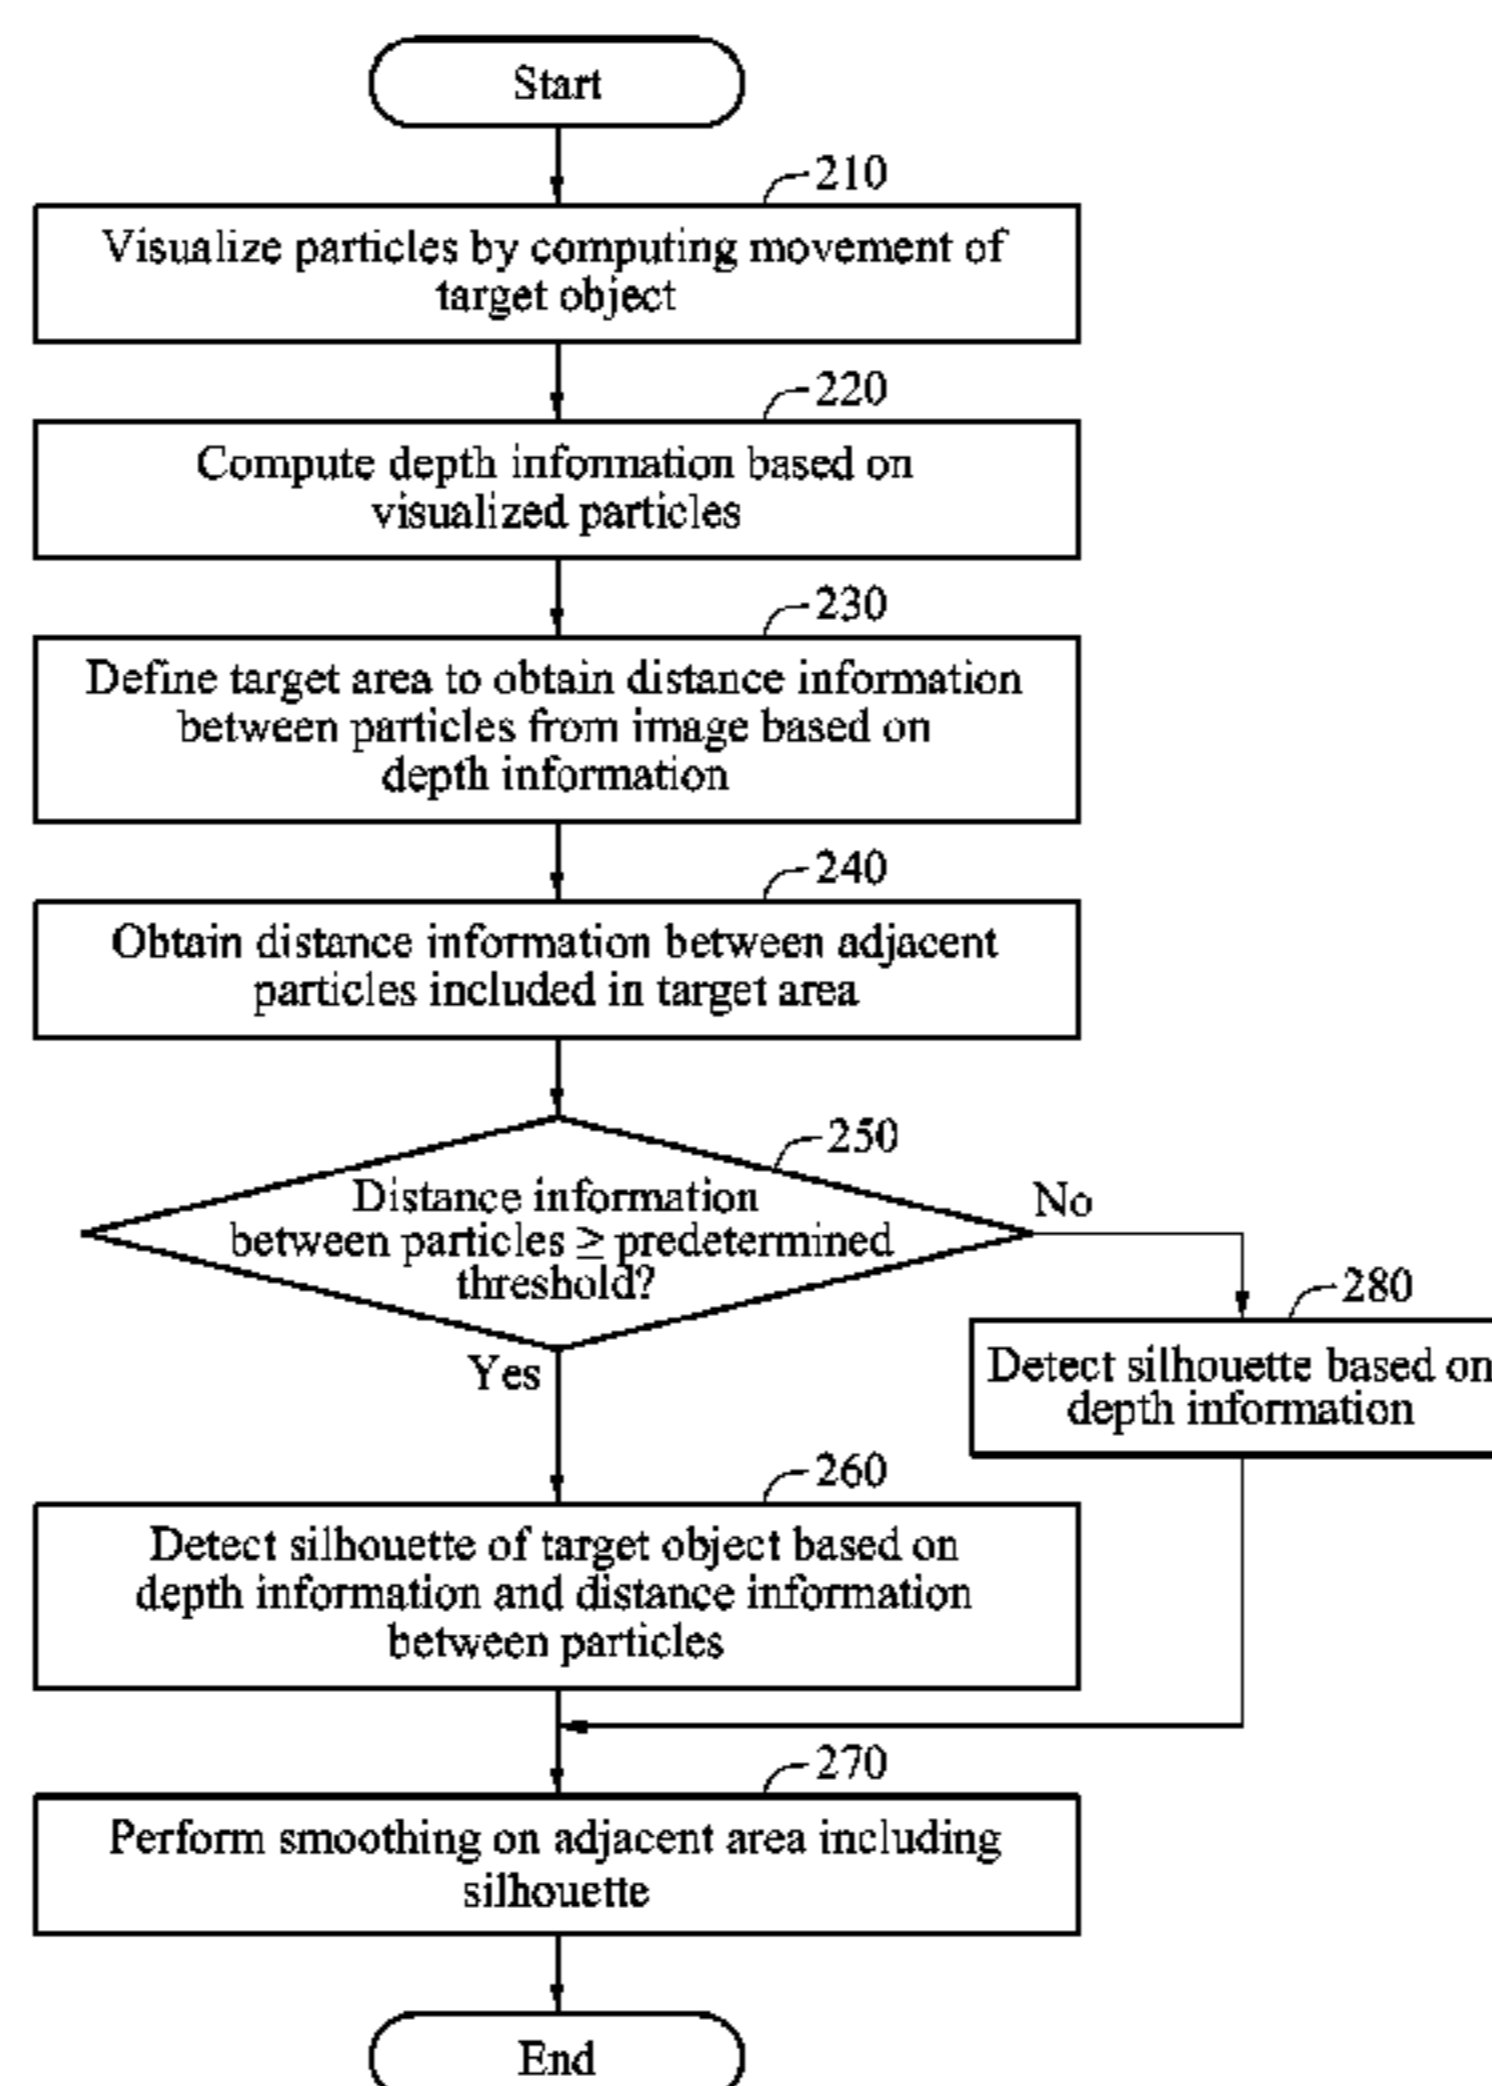 Start
210
Visualize particles by computing movement of
target object
220
Compute depth information based on
visualized particles
230
Define target area to obtain distance information
between particles from image based on
depth information
240
Obtain distance information between adjacent
particles included in target area
250
Distance information
between particles ≥ predetermined
threshold?
No
Yes
280
Detect silhouette based on
depth information
260
Detect silhouette of target object based on
depth information and distance information
between particles
270
Perform smoothing on adjacent area including
silhouette
End